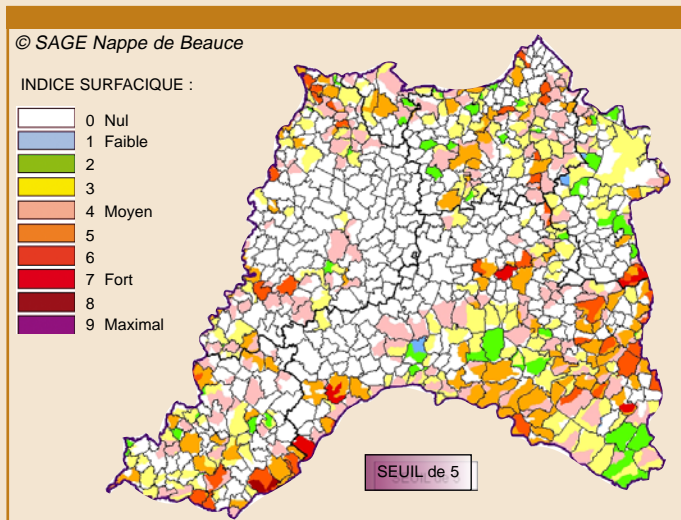 © SAGE Nappe de Beauce
INDICE SURFACIQUE :
0 Nul
1 Faible
2
3
4 Moyen
5
6
7 Fort
8
9 Maximal
SEUIL de 5